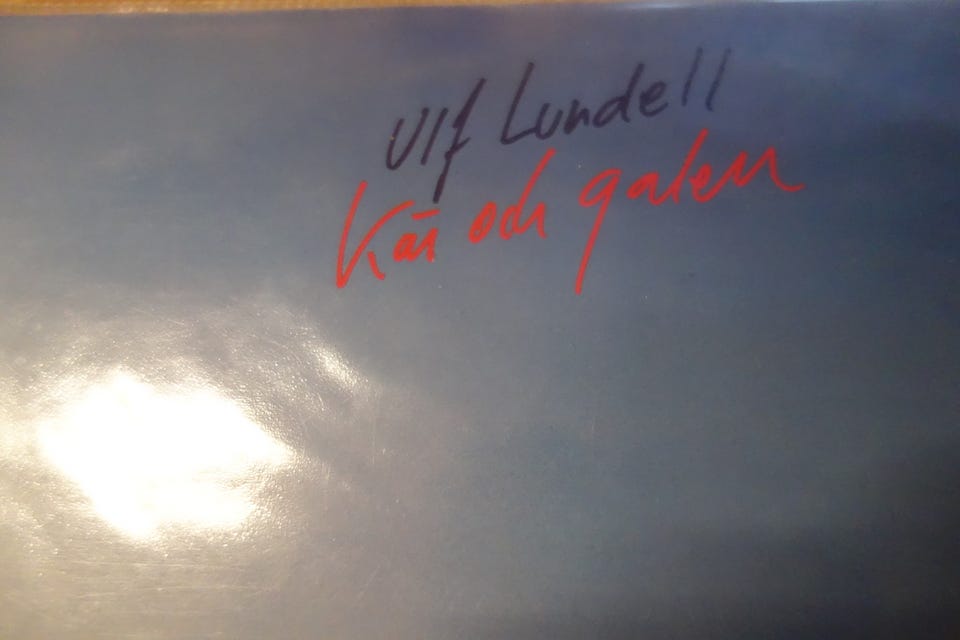 Ulf Lundell
Kär och galen